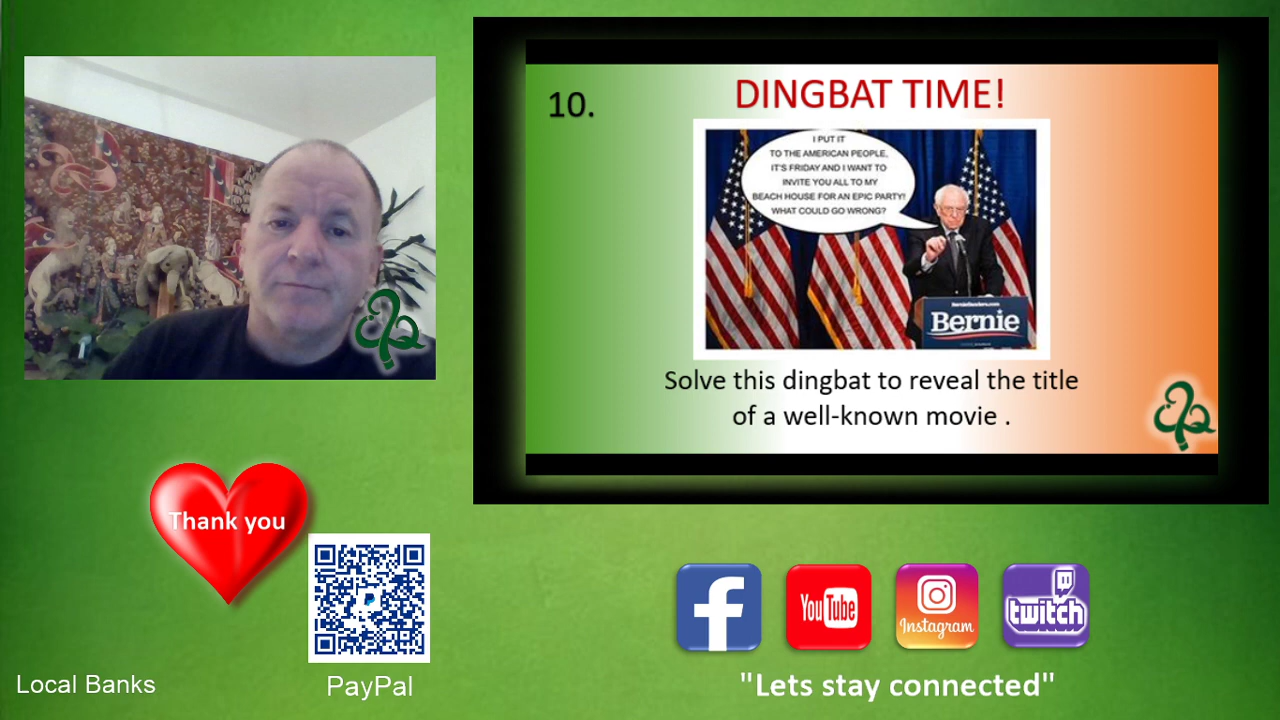 10.
DINGBAT TIME!
I PUT IT
TO THE AMERICAN PEOPLE,
IT'S FRIDAY AND I WANT TO
INVITE YOU ALL TO MY
BEACH HOUSE FOR AN EPIC PARTY!
WHAT COULD GO WRONG?
Bernie
Solve this dingbat to reveal the title
of a well-known movie .
Thank you
YouTube
Instagram
twitch
Local Banks
PayPal
"Lets stay connected"